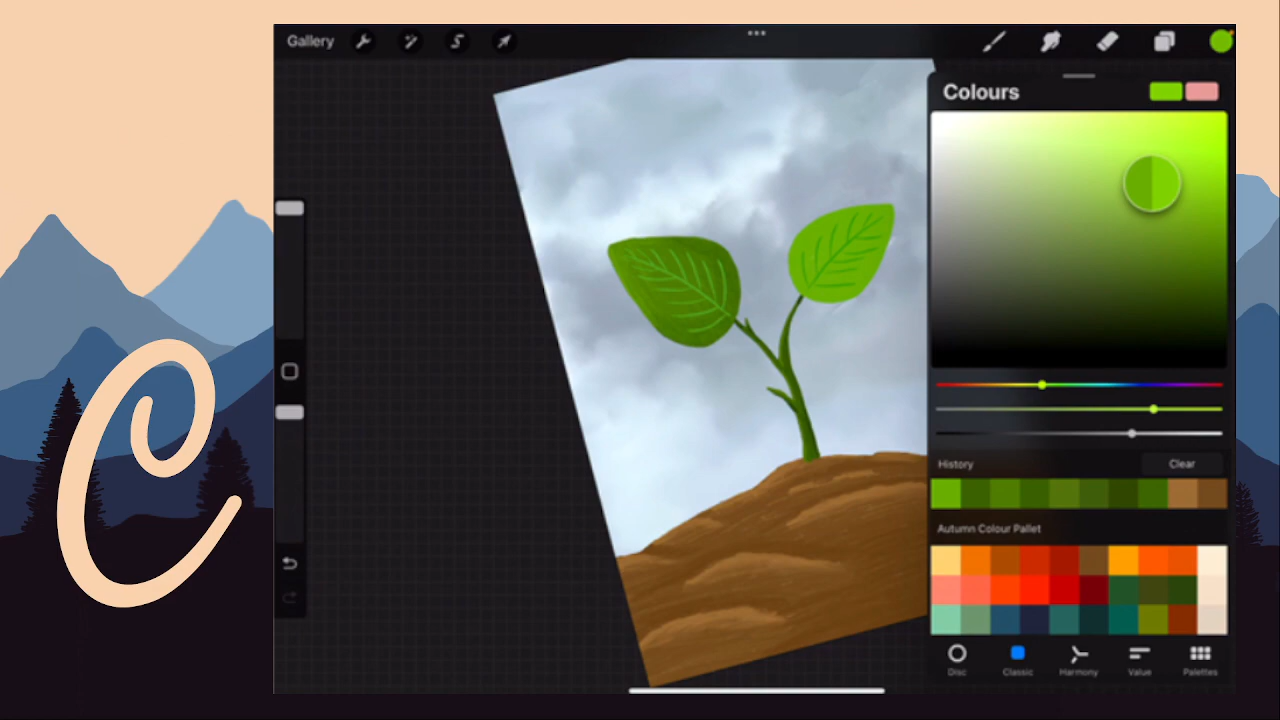 Gallery
Colours
History
Clear
Autumn Colour Pallet
Disc
Classic
Harmony
Value
Palettes
C